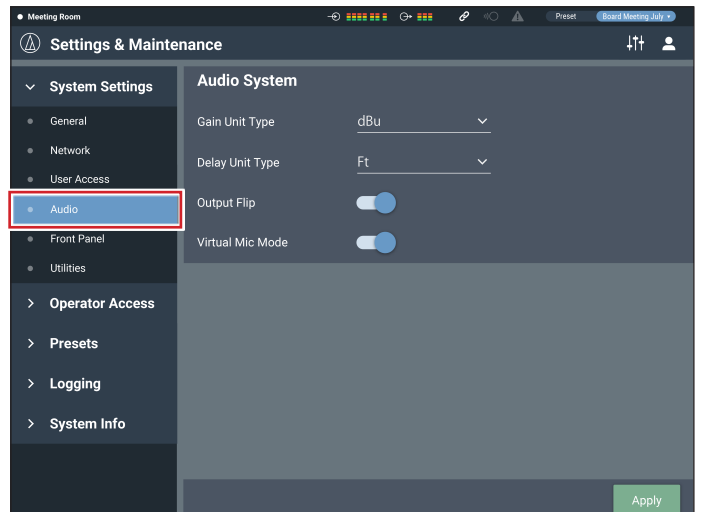 Meeting Room
Preset
Board Meeting July
Settings & Maintenance
System Settings
General
Network
User Access
Audio
Front Panel
Utilities
Operator Access
Presets
Logging
System Info
Audio System
Gain Unit Type dBu
Delay Unit Type Ft
Output Flip
Virtual Mic Mode
Apply